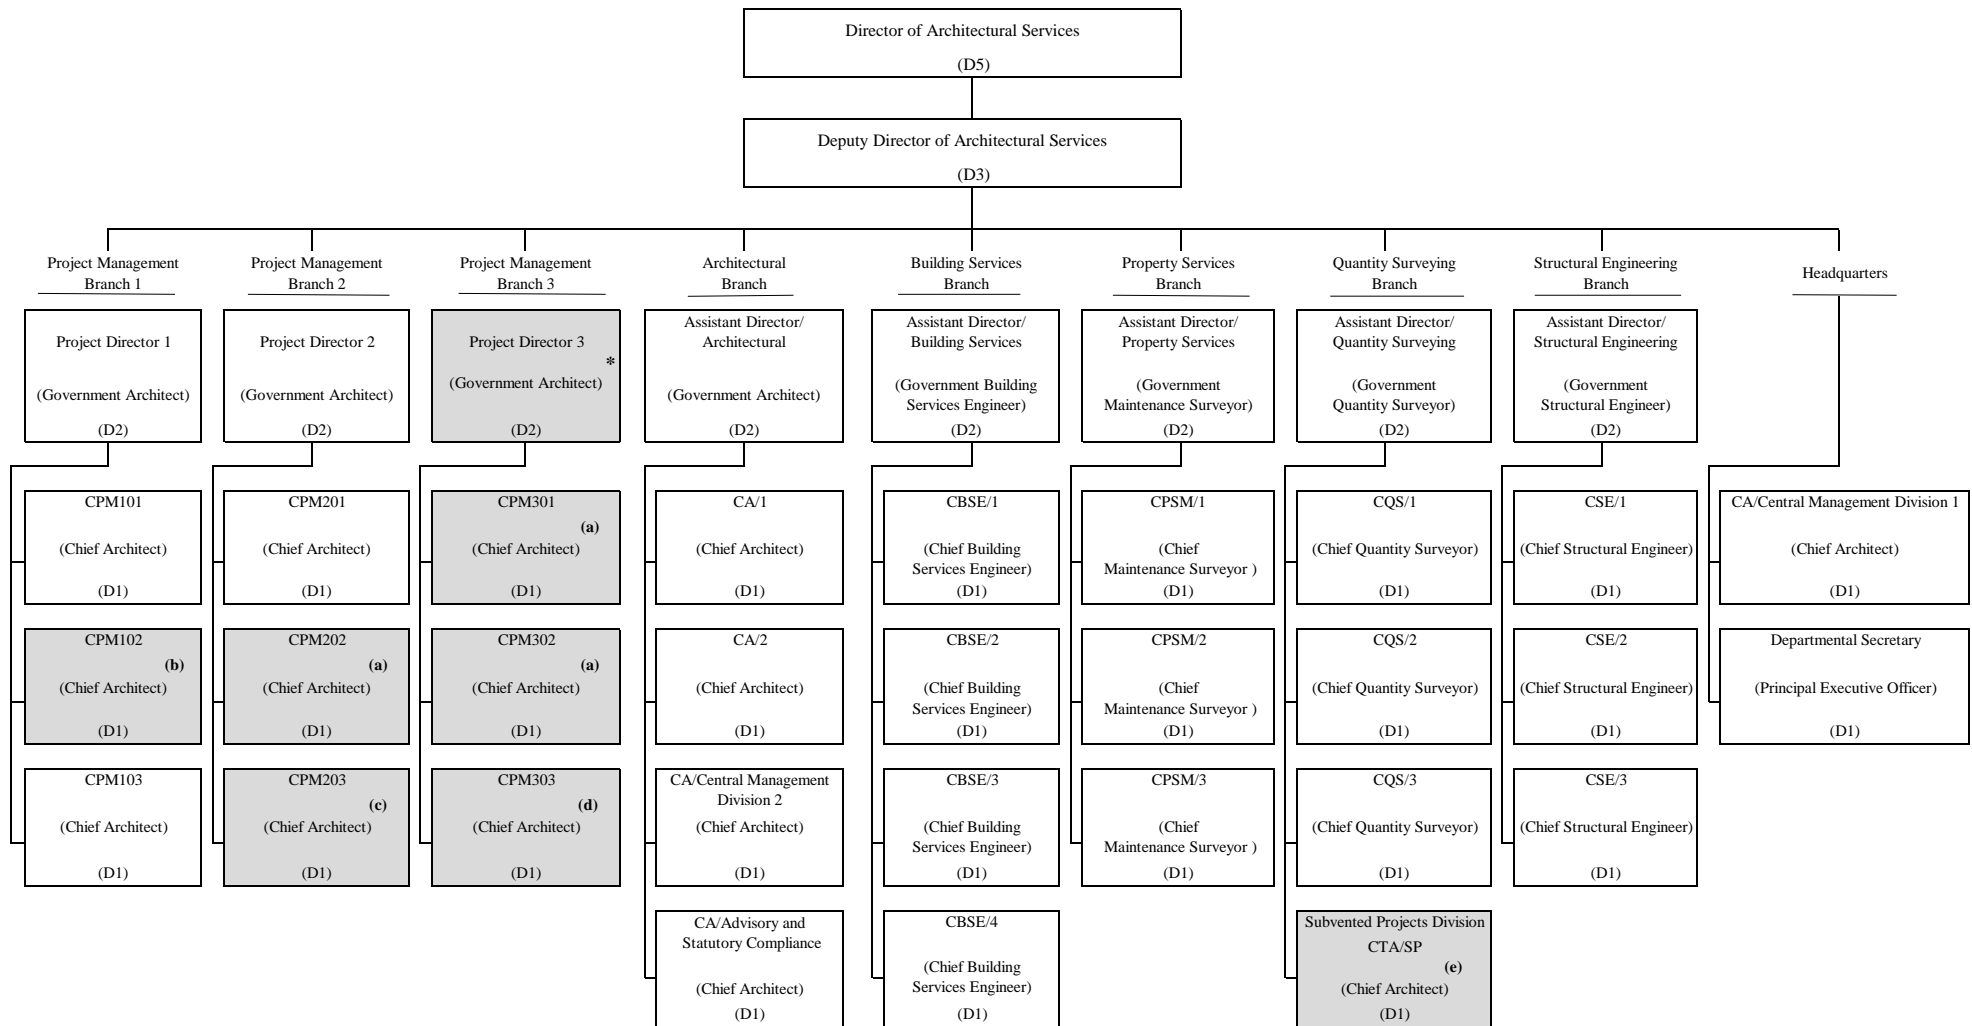 Director of Architectural Services
(D5)
Deputy Director of Architectural Services
(D3)
Project Management
Branch 1
Project Management
Branch 2
Project Management
Branch 3
Architectural
Branch
Building Services
Branch
Property Services
Branch
Quantity Surveying
Branch
Structural Engineering
Branch
Headquarters
Project Director 1
(Government Architect)
(D2)
Project Director 2
(Government Architect)
(D2)
Project Director 3
*
(Government Architect)
(D2)
Assistant Director/
Architectural
(Government Architect)
(D2)
Assistant Director/
Building Services
(Government Building
Services Engineer)
(D2)
Assistant Director/
Property Services
(Government
Maintenance Surveyor)
(D2)
Assistant Director/
Quantity Surveying
(Government
Quantity Surveyor)
(D2)
Assistant Director/
Structural Engineering
(Government
Structural Engineer)
(D2)
CPM101
(Chief Architect)
(D1)
CPM201
(Chief Architect)
(D1)
CPM301
(a)
(Chief Architect)
(D1)
CA/1
(Chief Architect)
(D1)
CBSE/1
(Chief Building
Services Engineer)
(D1)
CPSM/1
(Chief
Maintenance Surveyor )
(D1)
CQS/1
(Chief Quantity Surveyor)
(D1)
CSE/1
(Chief Structural Engineer)
(D1)
CA/Central Management Division 1
(Chief Architect)
(D1)
CPM102
(b)
(Chief Architect)
(D1)
CPM202
(a)
(Chief Architect)
(D1)
CPM302
(a)
(Chief Architect)
(D1)
CA/2
(Chief Architect)
(D1)
CBSE/2
(Chief Building
Services Engineer)
(D1)
CPSM/2
(Chief
Maintenance Surveyor )
(D1)
CQS/2
(Chief Quantity Surveyor)
(D1)
CSE/2
(Chief Structural Engineer)
(D1)
Departmental Secretary
(Principal Executive Officer)
(D1)
CPM103
(Chief Architect)
(D1)
CPM203
(c)
(Chief Architect)
(D1)
CPM303
(d)
(Chief Architect)
(D1)
CA/Central Management
Division 2
(Chief Architect)
(D1)
CBSE/3
(Chief Building
Services Engineer)
(D1)
CPSM/3
(Chief
Maintenance Surveyor )
(D1)
CQS/3
(Chief Quantity Surveyor)
(D1)
CSE/3
(Chief Structural Engineer)
(D1)
CA/Advisory and
Statutory Compliance
(Chief Architect)
(D1)
CBSE/4
(Chief Building
Services Engineer)
(D1)
Subvented Projects Division
CTA/SP
(e)
(Chief Architect)
(D1)